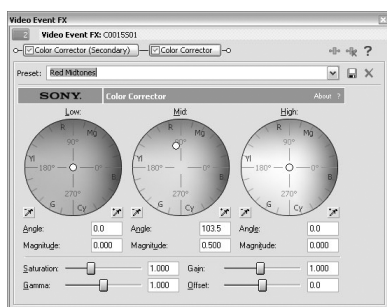 Video Event FX
2 Video Event FX: C0015S01
Color Corrector (Secondary) Color Corrector ?
Preset: Red Midtones
SONY. Color Corrector About ?
Low: Mid: High:
R Mg 90° Yl 180° 0° 270° G Cy
R Mg 90° Yl 180° 0° 270° G Cy
R Mg 90° Yl 180° 0° 270° G Cy
Angle: 0.0 Angle: 103.5 Angle: 0.0
Magnitude: 0.000 Magnitude: 0.500 Magnitude: 0.000
Saturation: 1.000 Gain: 1.000
Gamma: 1.000 Offset: 0.0